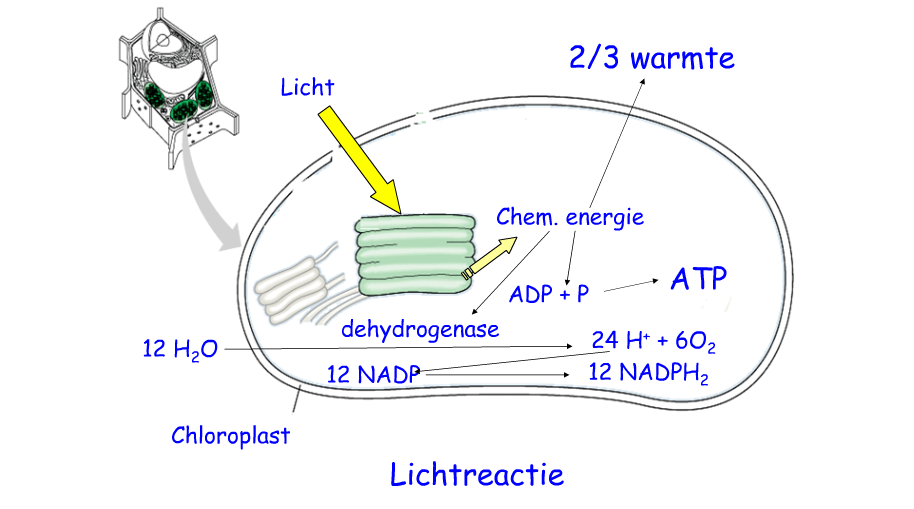 2/3 warmte
Licht
Chem. energie
ATP
ADP + P
dehydrogenase
12 H₂O
24 H⁺ + 6O₂
12 NADP
12 NADPH₂
Chloroplast
Lichtreactie